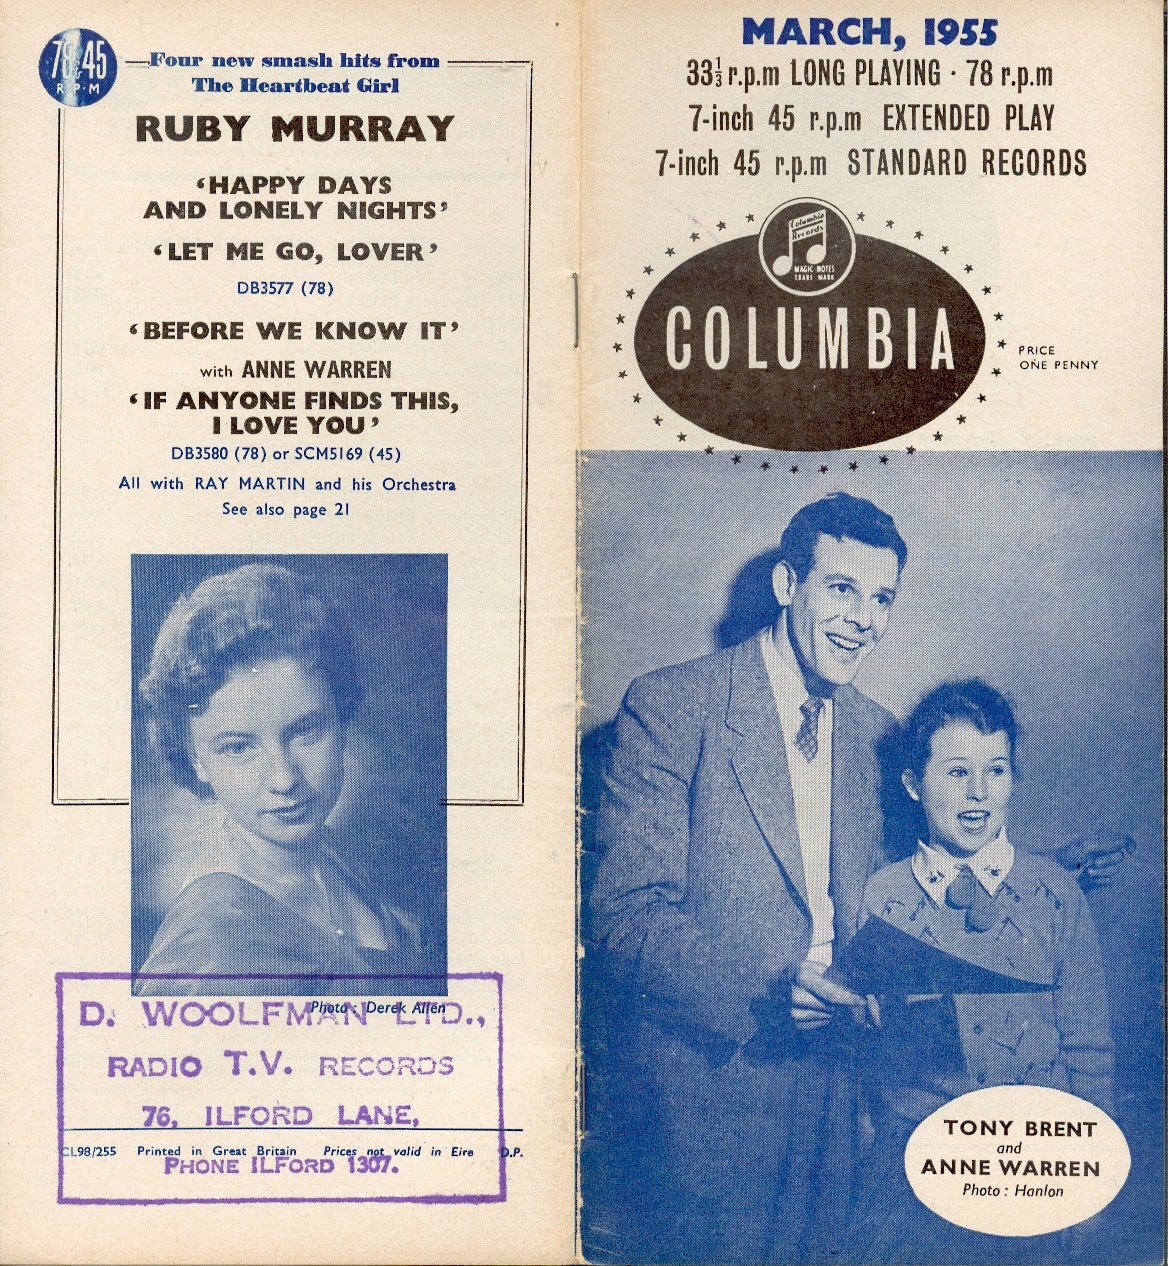 78 & 45
R·P·M
Four new smash hits from
The Heartbeat Girl
RUBY MURRAY
‘HAPPY DAYS
AND LONELY NIGHTS’
‘LET ME GO, LOVER’
DB3577 (78)
‘BEFORE WE KNOW IT’
with ANNE WARREN
‘IF ANYONE FINDS THIS,
I LOVE YOU’
DB3580 (78) or SCM5169 (45)
All with RAY MARTIN and his Orchestra
See also page 21
Photo: Derek Allen
D. WOOLFMAN LTD.,
RADIO T.V. RECORDS
76, ILFORD LANE,
CL98/255 Printed in Great Britain Prices not valid in Eire D.P.
PHONE ILFORD 1307.
MARCH, 1955
33⅓ r.p.m LONG PLAYING · 78 r.p.m
7-inch 45 r.p.m EXTENDED PLAY
7-inch 45 r.p.m STANDARD RECORDS
Columbia
Records
MAGIC NOTES
TRADE MARK
COLUMBIA
PRICE
ONE PENNY
TONY BRENT
and
ANNE WARREN
Photo: Hanlon